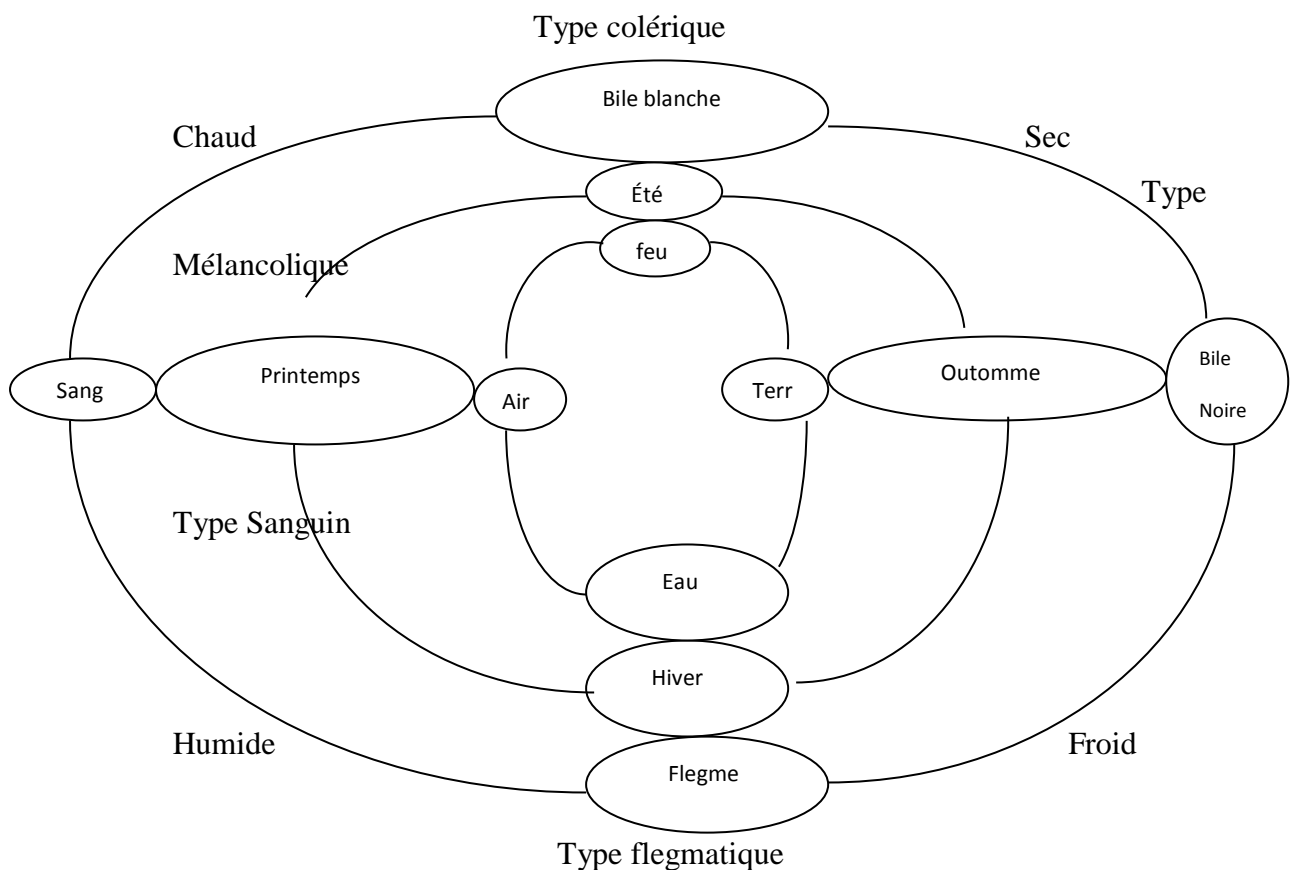 Type colérique
Bile blanche
Chaud
Sec
Type
Été
feu
Mélancolique
Sang
Printemps
Air
Terr
Outomme
Bile
Noire
Type Sanguin
Eau
Hiver
Humide
Froid
Flegme
Type flegmatique